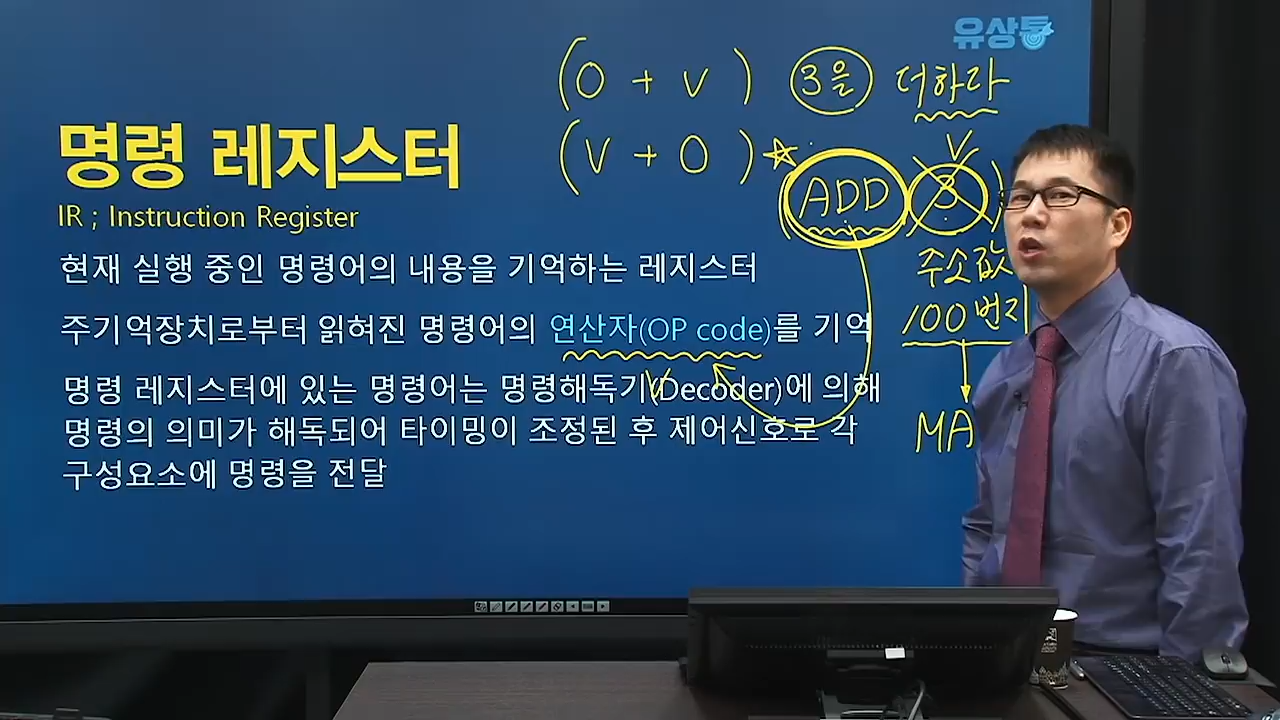 유상통
(O + V) 3을 더하라
(V + O) ☆ ADD 3)
V
주소값
100번지
MA
명령 레지스터
IR ; Instruction Register
현재 실행 중인 명령어의 내용을 기억하는 레지스터
주기억장치로부터 읽혀진 명령어의 연산자(OP code)를 기억
명령 레지스터에 있는 명령어는 명령해독기(Decoder)에 의해
명령의 의미가 해독되어 타이밍이 조정된 후 제어신호로 각
구성요소에 명령을 전달